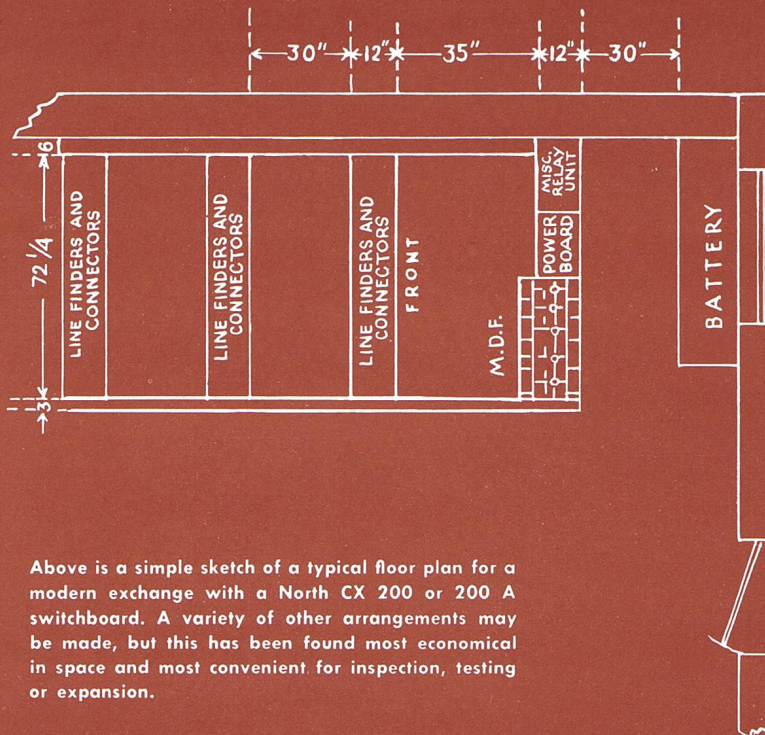 30" 12" 35" 12" 30"
6
72 1/4
3
LINE FINDERS AND
CONNECTORS
LINE FINDERS AND
CONNECTORS
LINE FINDERS AND
CONNECTORS
FRONT
M.D.F.
MISC.
RELAY
UNIT
POWER
BOARD
BATTERY
Above is a simple sketch of a typical floor plan for a
modern exchange with a North CX 200 or 200 A
switchboard. A variety of other arrangements may
be made, but this has been found most economical
in space and most convenient for inspection, testing
or expansion.